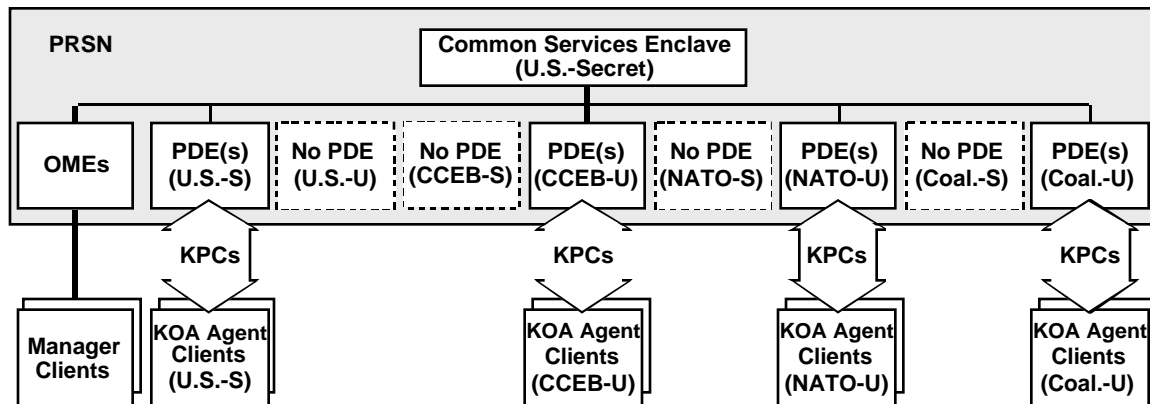 PRSN
Common Services Enclave
(U.S.-Secret)
OMEs
PDE(s)
(U.S.-S)
No PDE
(U.S.-U)
No PDE
(CCEB-S)
PDE(s)
(CCEB-U)
No PDE
(NATO-S)
PDE(s)
(NATO-U)
No PDE
(Coal.-S)
PDE(s)
(Coal.-U)
KPCs
KPCs
KPCs
KPCs
Manager
Clients
KOA Agent
Clients
(U.S.-S)
KOA Agent
Clients
(CCEB-U)
KOA Agent
Clients
(NATO-U)
KOA Agent
Clients
(Coal.-U)